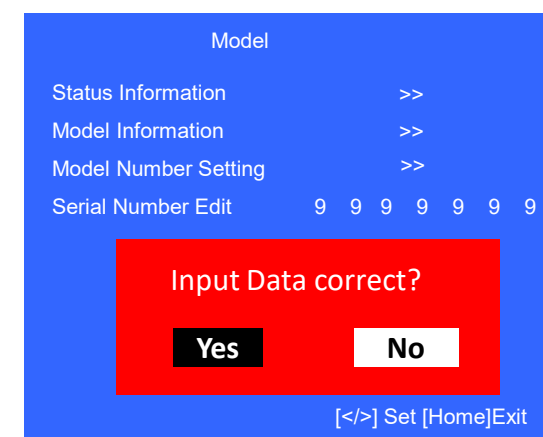 Model
Status Information >>
Model Information >>
Model Number Setting >>
Serial Number Edit 9 9 9 9 9 9 9
Input Data correct?
Yes No
[</>] Set [Home]Exit